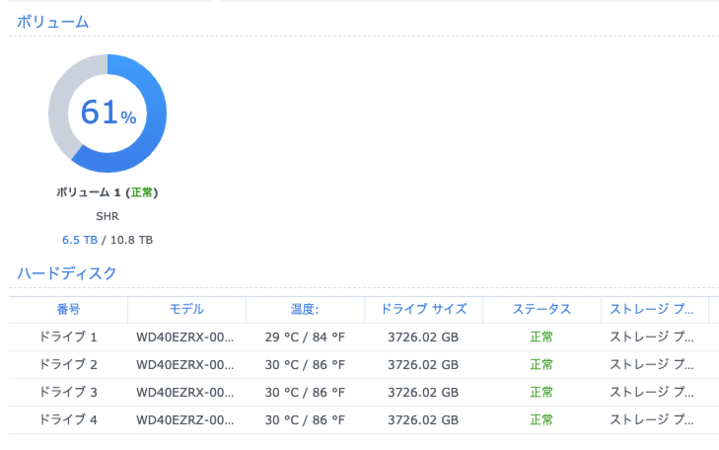 ボリューム
61%
ボリューム 1 (正常)
SHR
6.5 TB / 10.8 TB
ハードディスク
番号 モデル 温度: ドライブ サイズ ステータス ストレージ プ...
ドライブ 1 WD40EZRX-00... 29 °C / 84 °F 3726.02 GB 正常 ストレージ プ...
ドライブ 2 WD40EZRX-00... 30 °C / 86 °F 3726.02 GB 正常 ストレージ プ...
ドライブ 3 WD40EZRX-00... 30 °C / 86 °F 3726.02 GB 正常 ストレージ プ...
ドライブ 4 WD40EZRZ-00... 30 °C / 86 °F 3726.02 GB 正常 ストレージ プ...